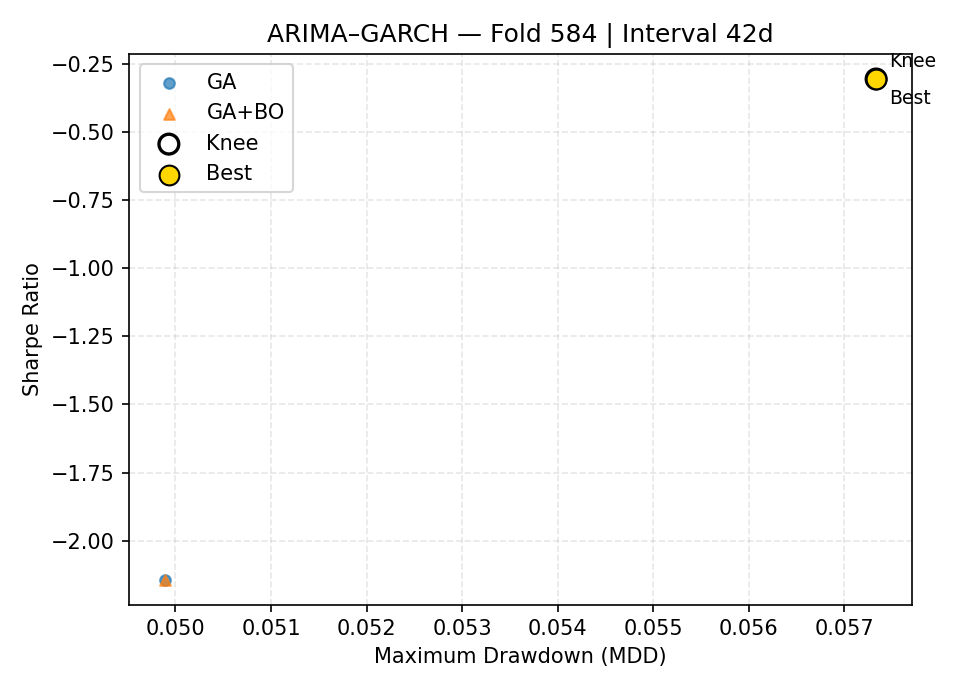 ARIMA–GARCH — Fold 584 | Interval 42d
GA
GA+BO
Knee
Best
Knee
Best
Sharpe Ratio
−0.25
−0.50
−0.75
−1.00
−1.25
−1.50
−1.75
−2.00
0.050 0.051 0.052 0.053 0.054 0.055 0.056 0.057
Maximum Drawdown (MDD)